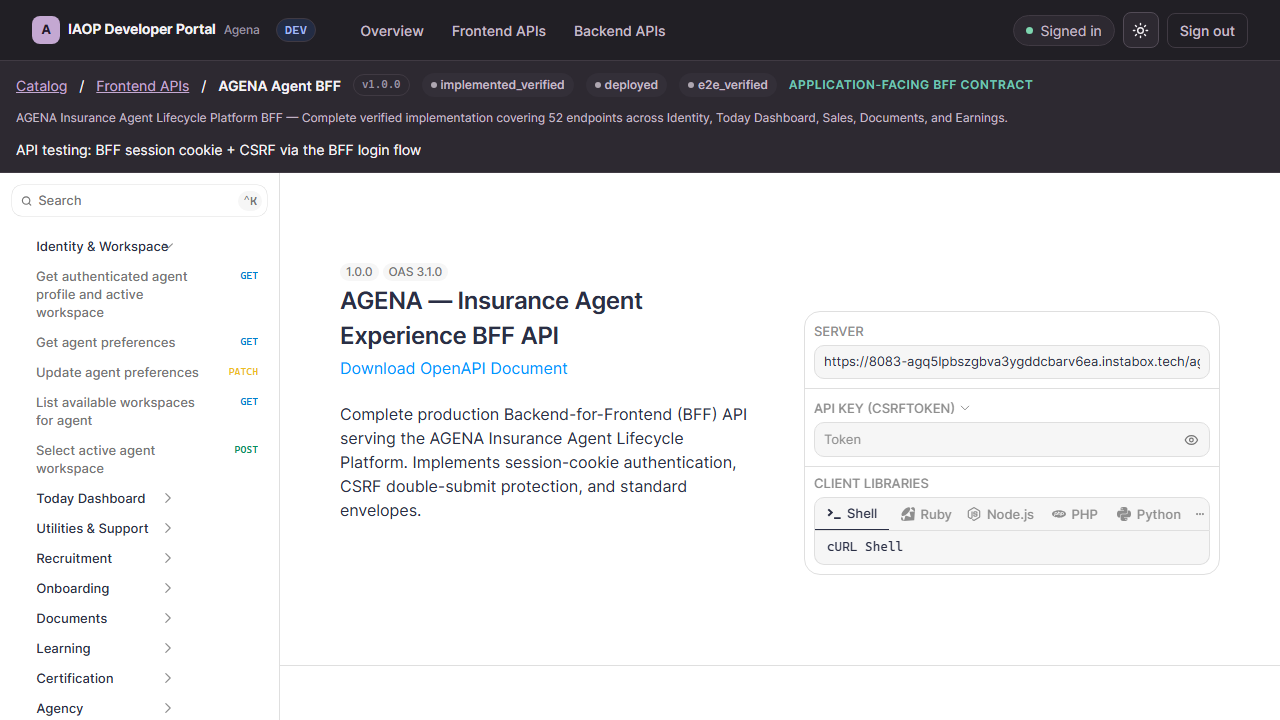 A IAOP Developer Portal Agena DEV Overview Frontend APIs Backend APIs Signed in Sign out
Catalog / Frontend APIs / AGENA Agent BFF v1.0.0 implemented_verified deployed e2e_verified APPLICATION-FACING BFF CONTRACT
AGENA Insurance Agent Lifecycle Platform BFF — Complete verified implementation covering 52 endpoints across Identity, Today Dashboard, Sales, Documents, and Earnings.
API testing: BFF session cookie + CSRF via the BFF login flow
Search ^K
Identity & Workspace
Get authenticated agent GET
profile and active
workspace
Get agent preferences GET
Update agent preferences PATCH
List available workspaces GET
for agent
Select active agent POST
workspace
Today Dashboard
Utilities & Support
Recruitment
Onboarding
Documents
Learning
Certification
Agency
1.0.0 OAS 3.1.0
AGENA — Insurance Agent
Experience BFF API
Download OpenAPI Document
Complete production Backend-for-Frontend (BFF) API
serving the AGENA Insurance Agent Lifecycle
Platform. Implements session-cookie authentication,
CSRF double-submit protection, and standard
envelopes.
SERVER
https://8083-agq5lpbszgbva3ygddcbarv6ea.instabox.tech/ag
API KEY (CSRFTOKEN)
Token
CLIENT LIBRARIES
Shell Ruby Node.js PHP Python ...
cURL Shell